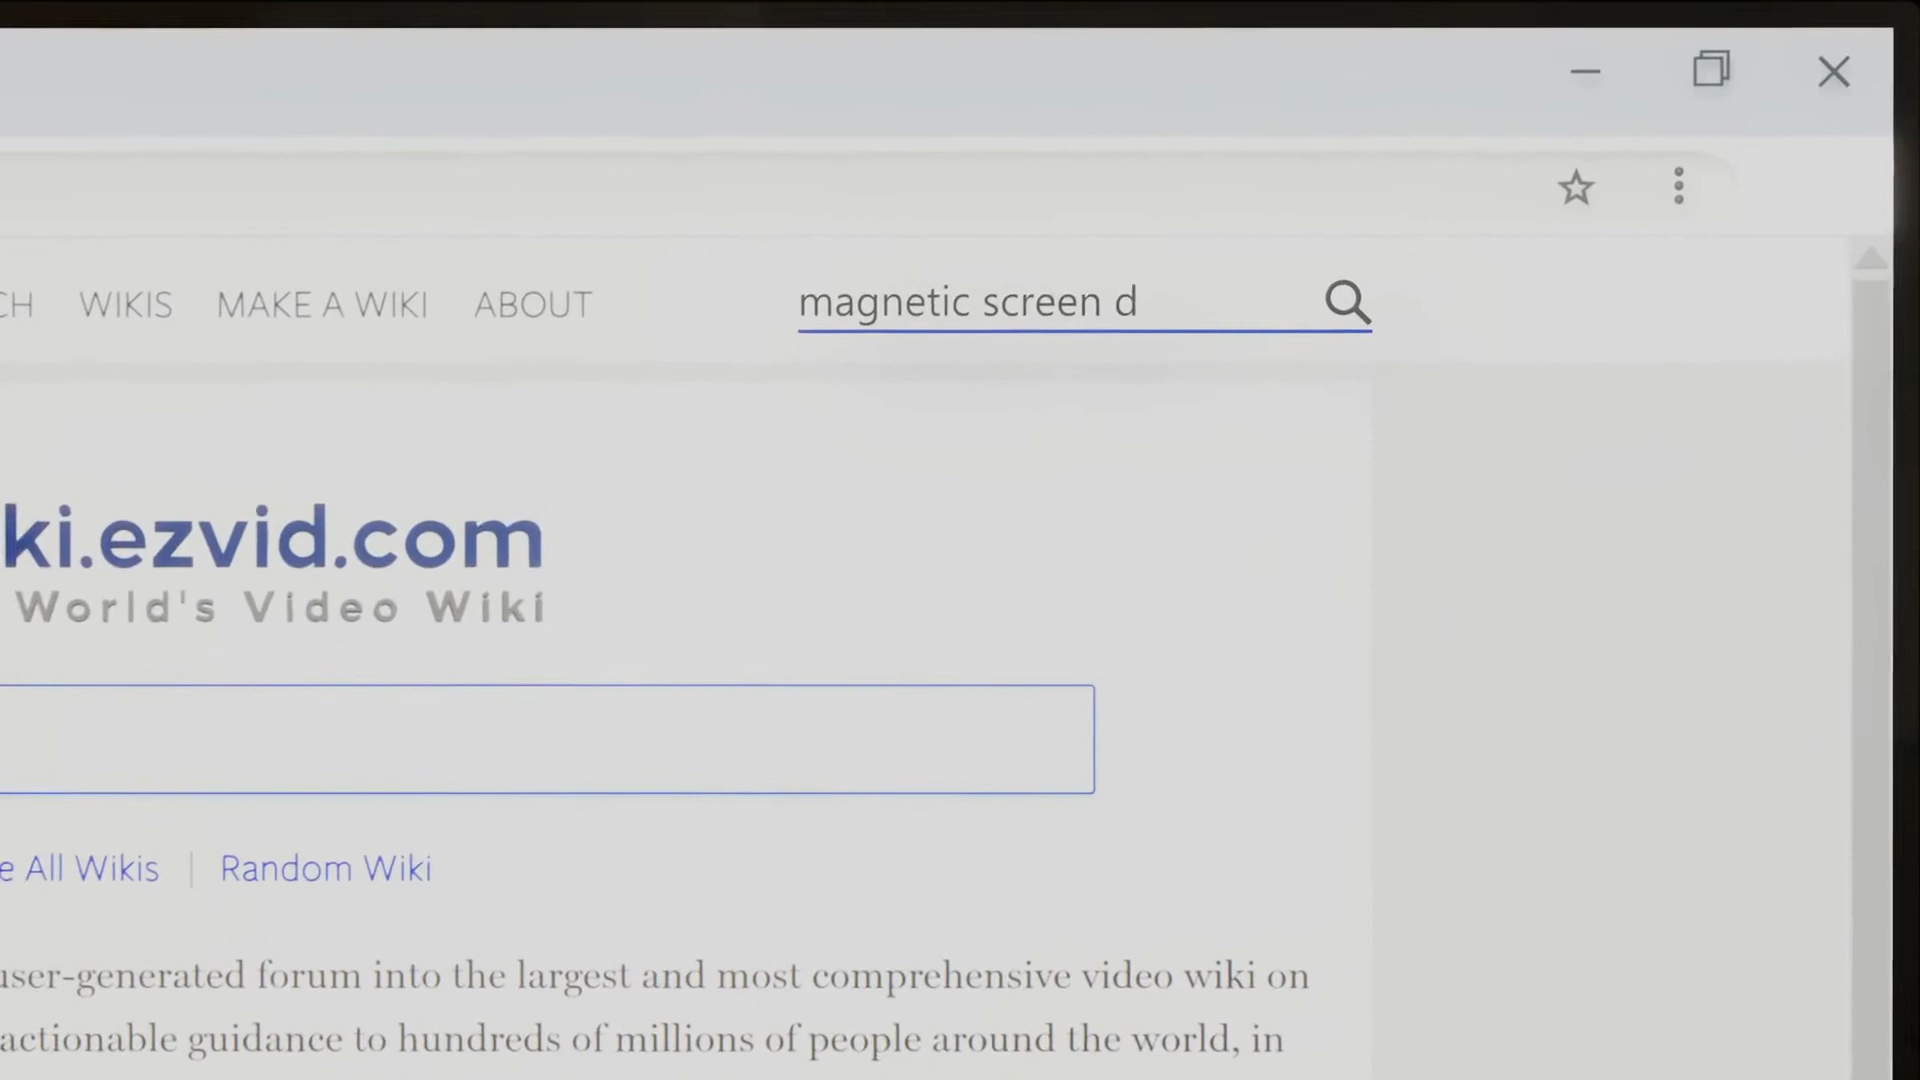 CH WIKIS MAKE A WIKI ABOUT
magnetic screen d
ki.ezvid.com
World's Video Wiki
e All Wikis | Random Wiki
user-generated forum into the largest and most comprehensive video wiki on
actionable guidance to hundreds of millions of people around the world, in